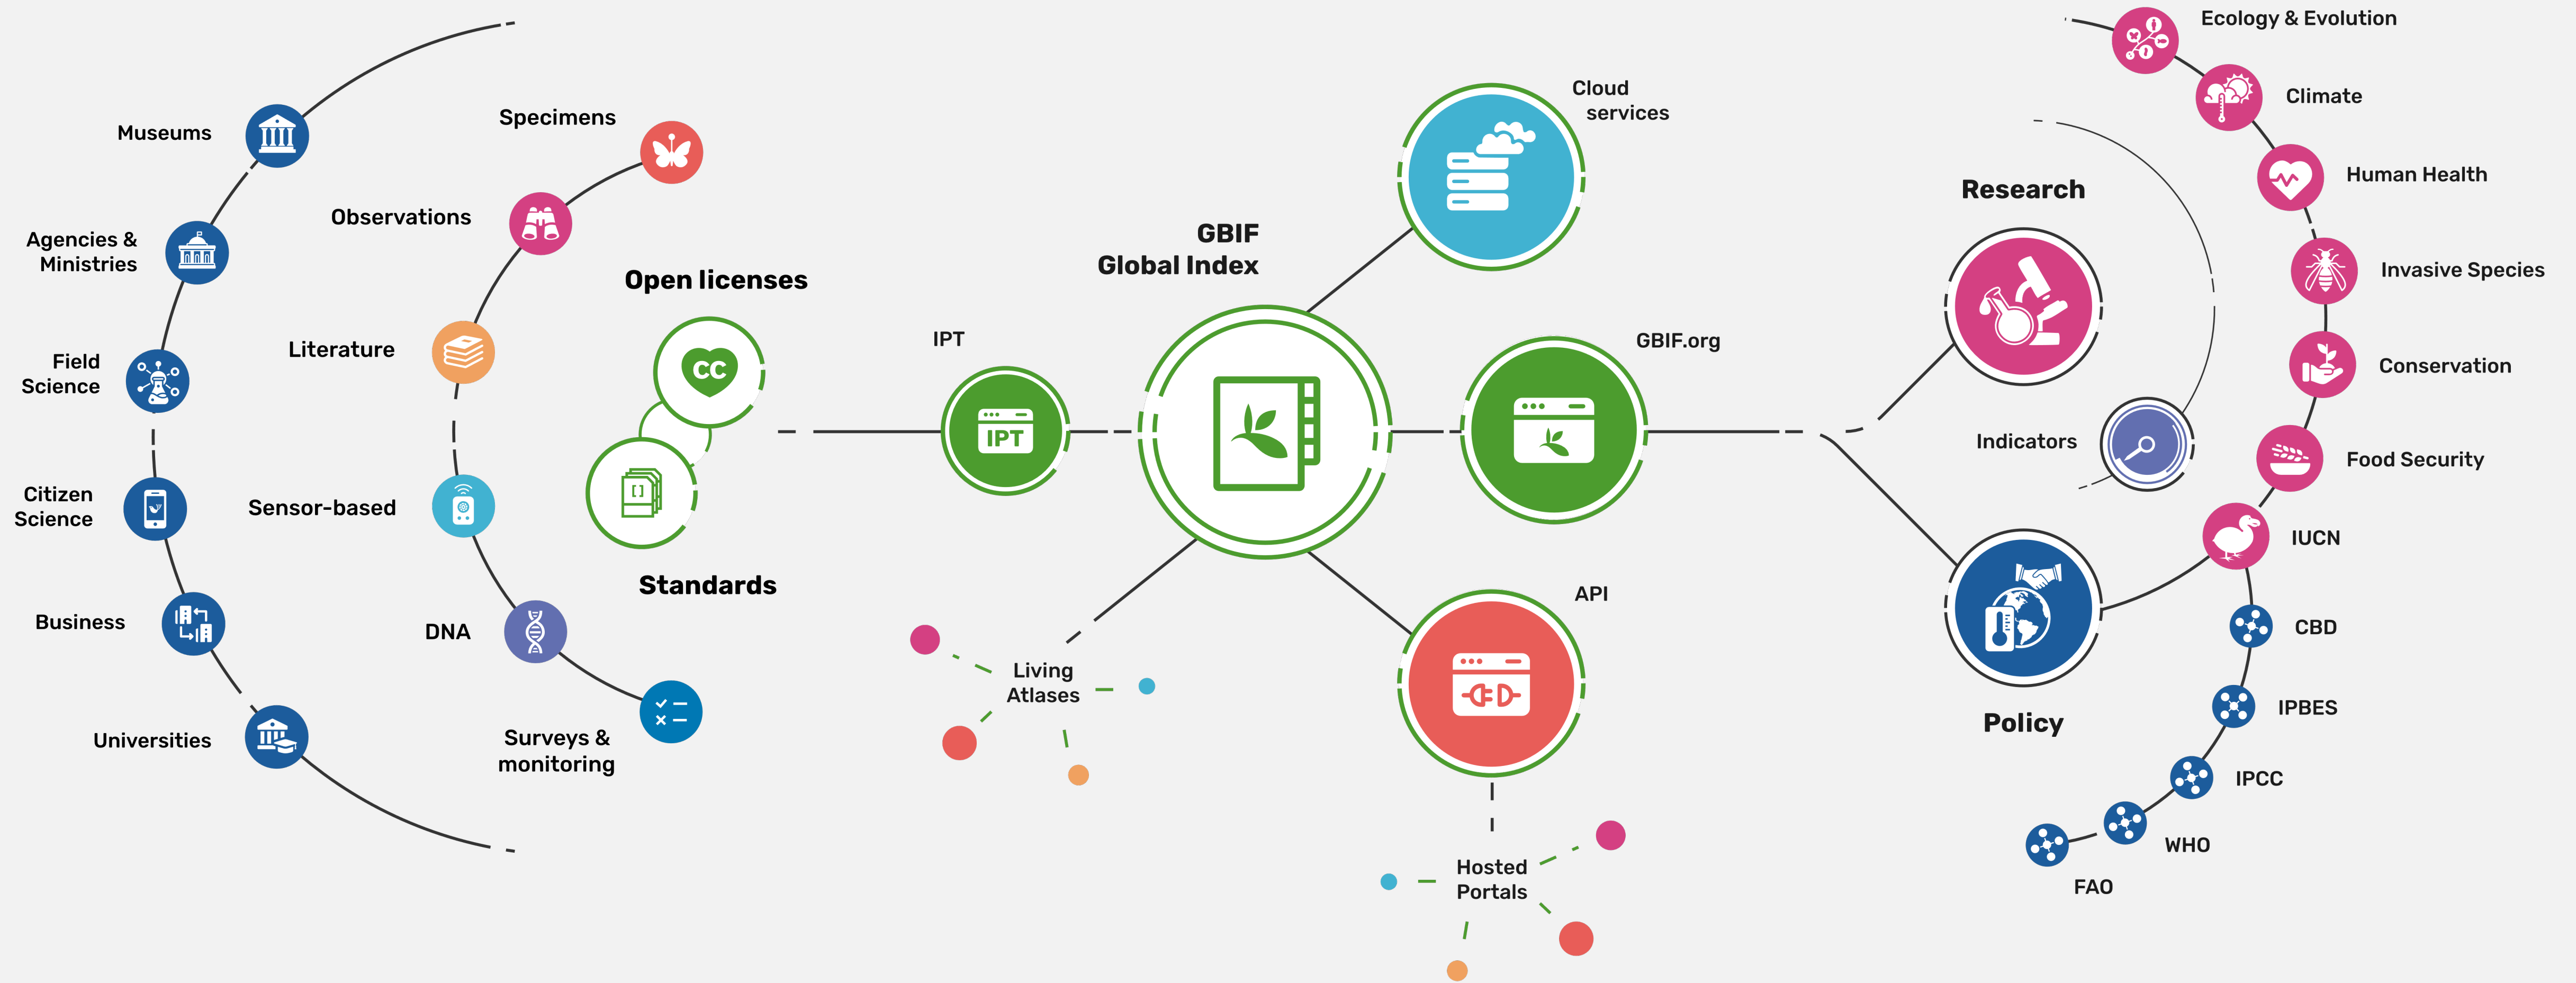 Museums
Agencies &
Ministries
Field
Science
Citizen
Science
Business
Universities
Specimens
Observations
Literature
Sensor-based
DNA
Surveys &
monitoring
Open licenses
CC
[ ]
Standards
IPT
IPT
GBIF
Global Index
Cloud
services
GBIF.org
API
Living
Atlases
Hosted
Portals
Research
Indicators
Policy
Ecology & Evolution
Climate
Human Health
Invasive Species
Conservation
Food Security
IUCN
CBD
IPBES
IPCC
WHO
FAO